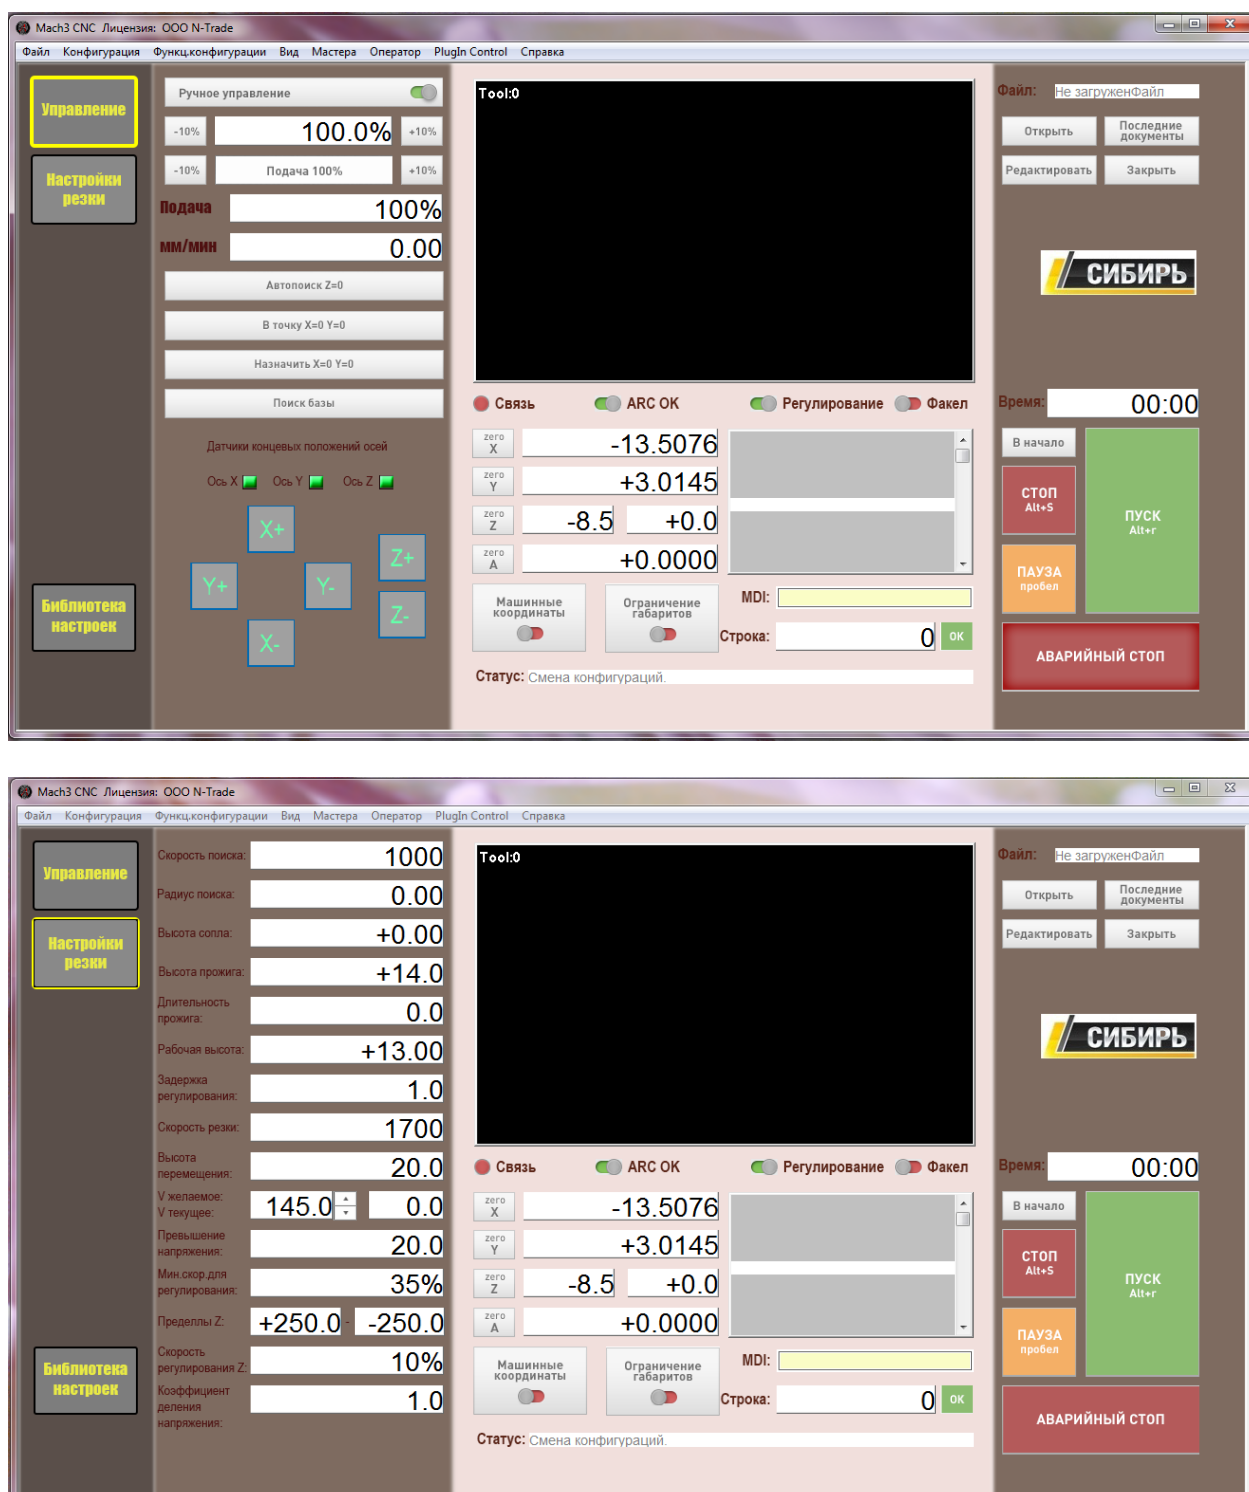 Mach3 CNC Лицензия: ООО N-Trade
Файл Конфигурация Функц.конфигурации Вид Мастера Оператор PlugIn Control Справка
Управление
Настройки
резки
Библиотека
настроек
Ручное управление
-10% 100.0% +10%
-10% Подача 100% +10%
Подача 100%
мм/мин 0.00
Автопоиск Z=0
В точку X=0 Y=0
Назначить X=0 Y=0
Поиск базы
Датчики концевых положений осей
Ось X Ось Y Ось Z
X+
Y+ Y- Z+
X- Z-
Tool:0
Связь ARC OK Регулирование Факел
zero X -13.5076
zero Y +3.0145
zero Z -8.5 +0.0
zero A +0.0000
Машинные
координаты
Ограничение
габаритов
MDI:
Строка: 0 OK
Статус: Смена конфигураций.
Файл: Не загруженФайл
Открыть
Последние
документы
Редактировать Закрыть
СИБИРЬ
Время: 00:00
В начало
СТОП
Alt+S
ПУСК
Alt+r
ПАУЗА
пробел
АВАРИЙНЫЙ СТОП
Mach3 CNC Лицензия: ООО N-Trade
Файл Конфигурация Функц.конфигурации Вид Мастера Оператор PlugIn Control Справка
Управление
Настройки
резки
Библиотека
настроек
Скорость поиска: 1000
Радиус поиска: 0.00
Высота сопла: +0.00
Высота прожига: +14.0
Длительность
прожига: 0.0
Рабочая высота: +13.00
Задержка
регулирования: 1.0
Скорость резки: 1700
Высота
перемещения: 20.0
V желаемое:
V текущее: 145.0 0.0
Превышение
напряжения: 20.0
Мин.скор.для
регулирования: 35%
Пределлы Z: +250.0 - -250.0
Скорость
регулирования Z: 10%
Коэффициент
деления
напряжения: 1.0
Tool:0
Связь ARC OK Регулирование Факел
zero X -13.5076
zero Y +3.0145
zero Z -8.5 +0.0
zero A +0.0000
Машинные
координаты
Ограничение
габаритов
MDI:
Строка: 0 OK
Статус: Смена конфигураций.
Файл: Не загруженФайл
Открыть
Последние
документы
Редактировать Закрыть
СИБИРЬ
Время: 00:00
В начало
СТОП
Alt+S
ПУСК
Alt+r
ПАУЗА
пробел
АВАРИЙНЫЙ СТОП